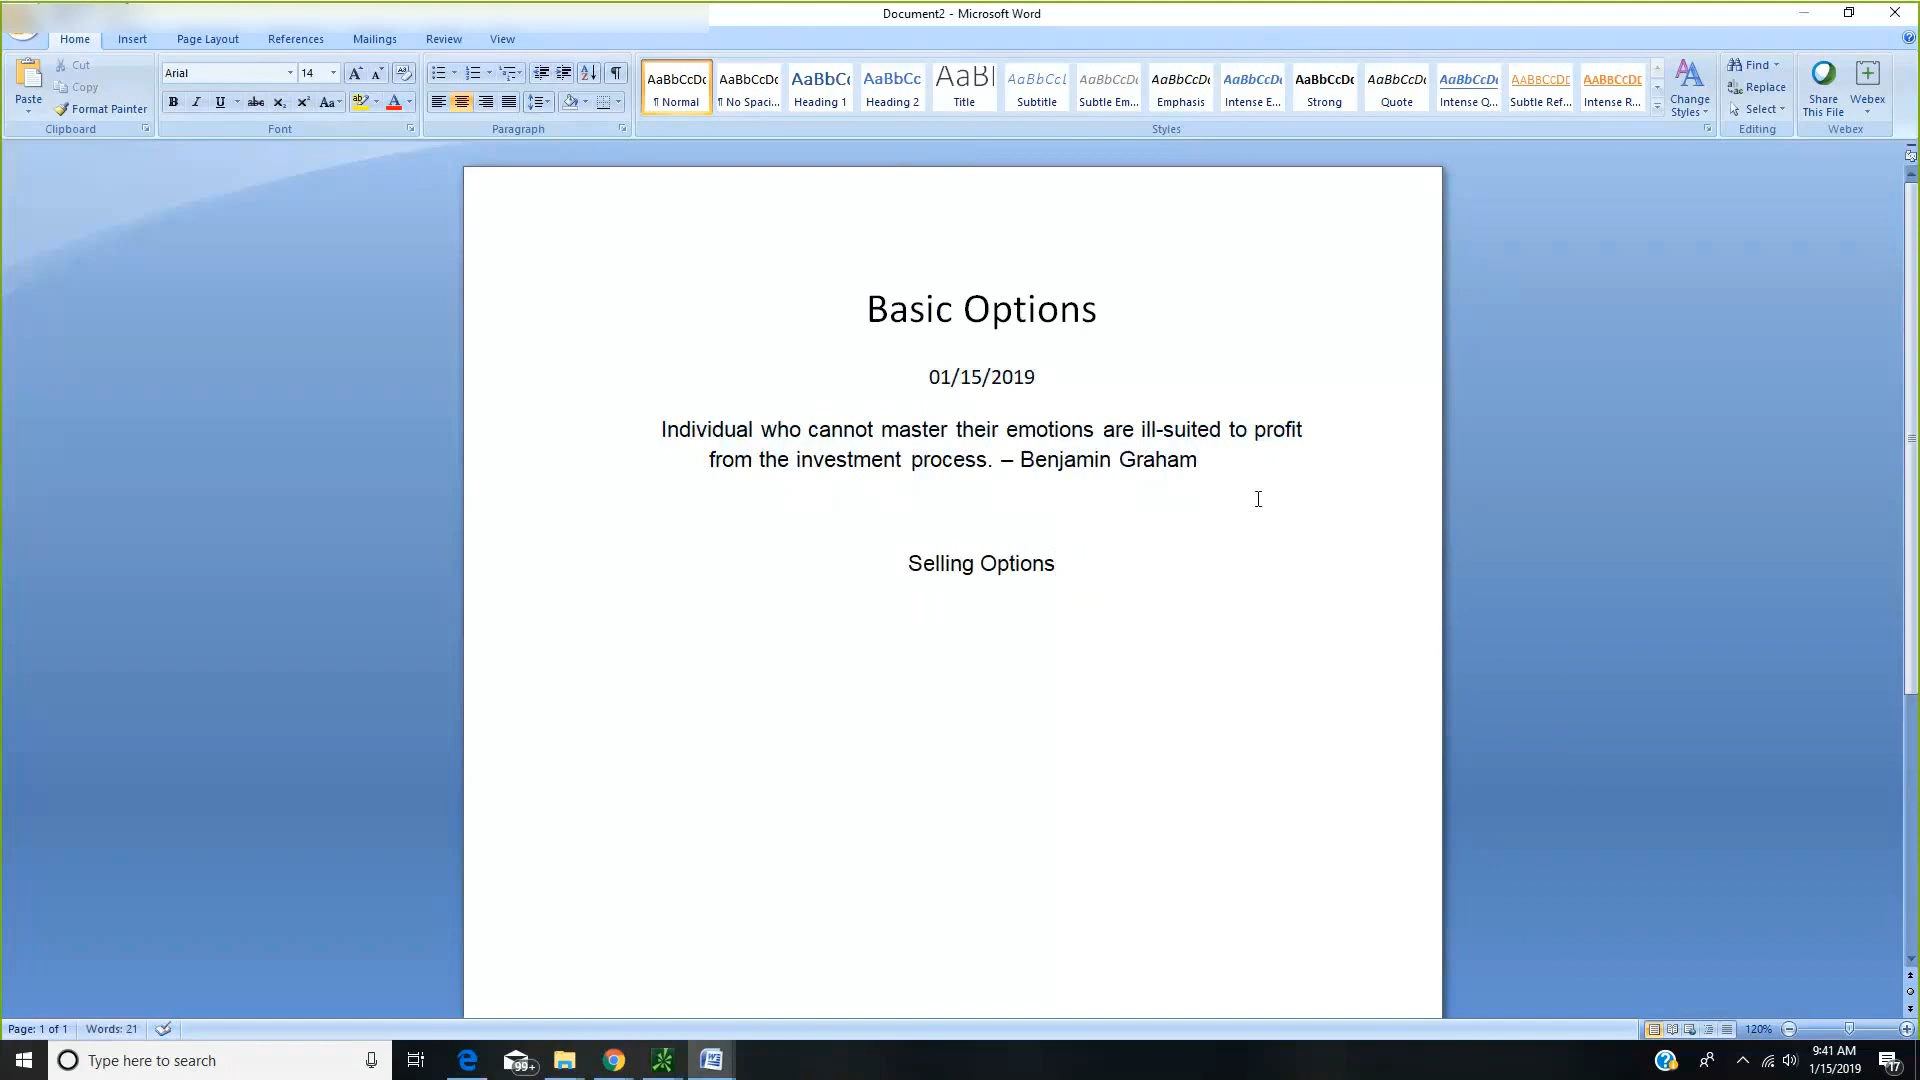 Document2 - Microsoft Word
Home Insert Page Layout References Mailings Review View
Paste Cut Copy Format Painter Clipboard
Arial 14 Font
Paragraph
AaBbCcDc AaBbCcDc AaBbC( AaBbCc AaB| AaBbCcL AaBbCcDc AaBbCcDc AaBbCcDc AaBbCcDc AaBbCcDc AaBbCcDc AABBCCDC AABBCCDC
¶ Normal ¶ No Spaci... Heading 1 Heading 2 Title Subtitle Subtle Em... Emphasis Intense E... Strong Quote Intense Q... Subtle Ref... Intense R...
Change Styles
Styles
Find
Replace
Select
Editing
Share This File Webex
Webex
Basic Options
01/15/2019
Individual who cannot master their emotions are ill-suited to profit
from the investment process. – Benjamin Graham
Selling Options
Page: 1 of 1 Words: 21 120%
Type here to search 99+ 9:41 AM
1/15/2019 17